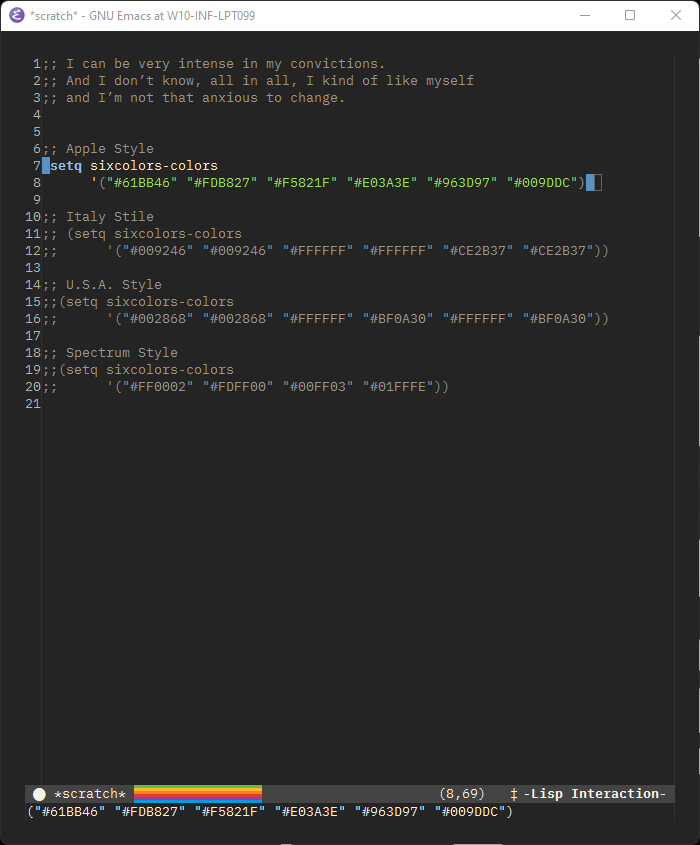 *scratch* - GNU Emacs at W10-INF-LPT099
1;; I can be very intense in my convictions.
2;; And I don’t know, all in all, I kind of like myself
3;; and I’m not that anxious to change.
4
5
6;; Apple Style
7(setq sixcolors-colors
8      '("#61BB46" "#FDB827" "#F5821F" "#E03A3E" "#963D97" "#009DDC"))
9
10;; Italy Stile
11;; (setq sixcolors-colors
12;;      '("#009246" "#009246" "#FFFFFF" "#FFFFFF" "#CE2B37" "#CE2B37"))
13
14;; U.S.A. Style
15;;(setq sixcolors-colors
16;;      '("#002868" "#002868" "#FFFFFF" "#BF0A30" "#FFFFFF" "#BF0A30"))
17
18;; Spectrum Style
19;;(setq sixcolors-colors
20;;      '("#FF0002" "#FDFF00" "#00FF03" "#01FFFE"))
21
*scratch* (8,69) ‡ -Lisp Interaction-
("#61BB46" "#FDB827" "#F5821F" "#E03A3E" "#963D97" "#009DDC")